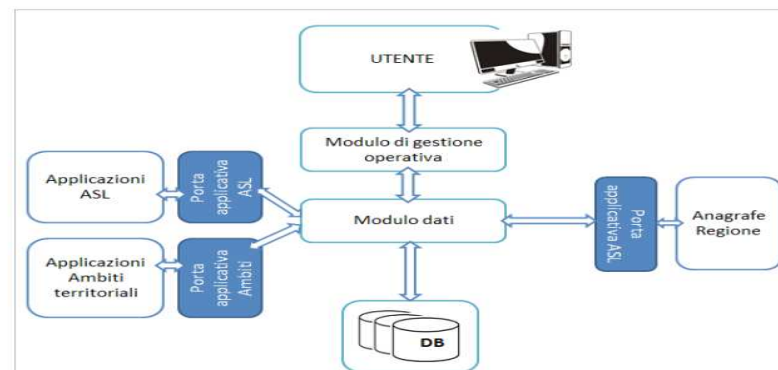 UTENTE
Modulo di gestione
operativa
Applicazioni
ASL
Porta
applicativa
ASL
Modulo dati
Porta
applicativa ASL
Anagrafe
Regione
Applicazioni
Ambiti
territoriali
Porta
applicativa
Ambiti
DB